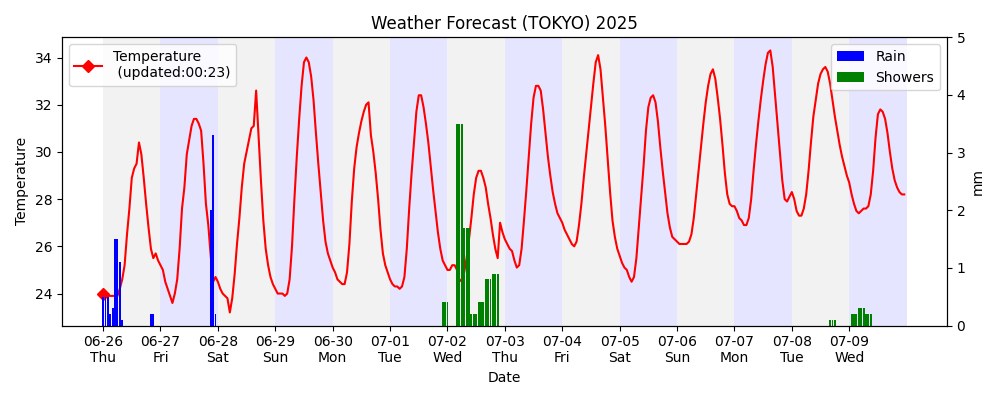 Weather Forecast (TOKYO) 2025
Temperature
(updated:00:23)
Rain
Showers
Temperature
34
32
30
28
26
24
5
4
3
2
1
0
mm
06-26 06-27 06-28 06-29 06-30 07-01 07-02 07-03 07-04 07-05 07-06 07-07 07-08 07-09
Thu Fri Sat Sun Mon Tue Wed Thu Fri Sat Sun Mon Tue Wed
Date